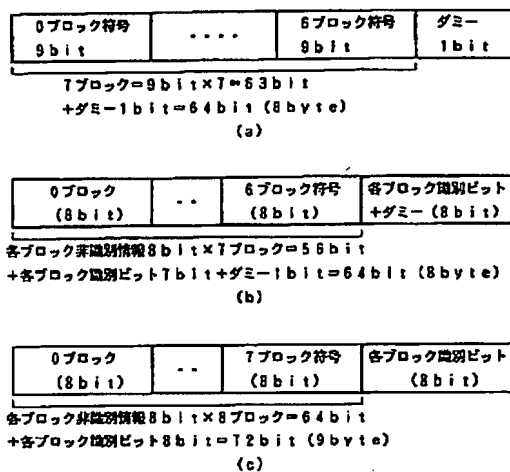 0ブロック符号
9bit
....
6ブロック符号
9bit
ダミー
1bit
7ブロック=9bit×7=63bit
+ダミー1bit=64bit(8byte)
(a)
0ブロック
(8bit)
..
6ブロック符号
(8bit)
各ブロック識別ビット
+ダミー(8bit)
各ブロック非識別情報8bit×7ブロック=56bit
+各ブロック識別ビット7bit+ダミー1bit=64bit(8byte)
(b)
0ブロック
(8bit)
..
7ブロック符号
(8bit)
各ブロック識別ビット
(8bit)
各ブロック非識別情報8bit×8ブロック=64bit
+各ブロック識別ビット8bit=72bit(9byte)
(c)